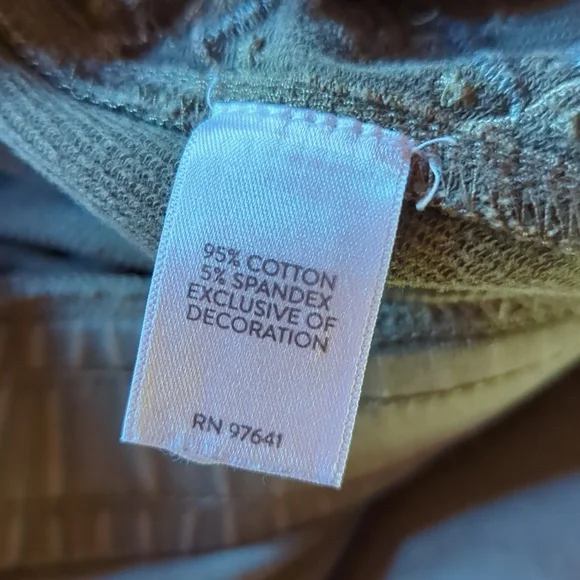 95% COTTON
5% SPANDEX
EXCLUSIVE OF
DECORATION
RN 97641